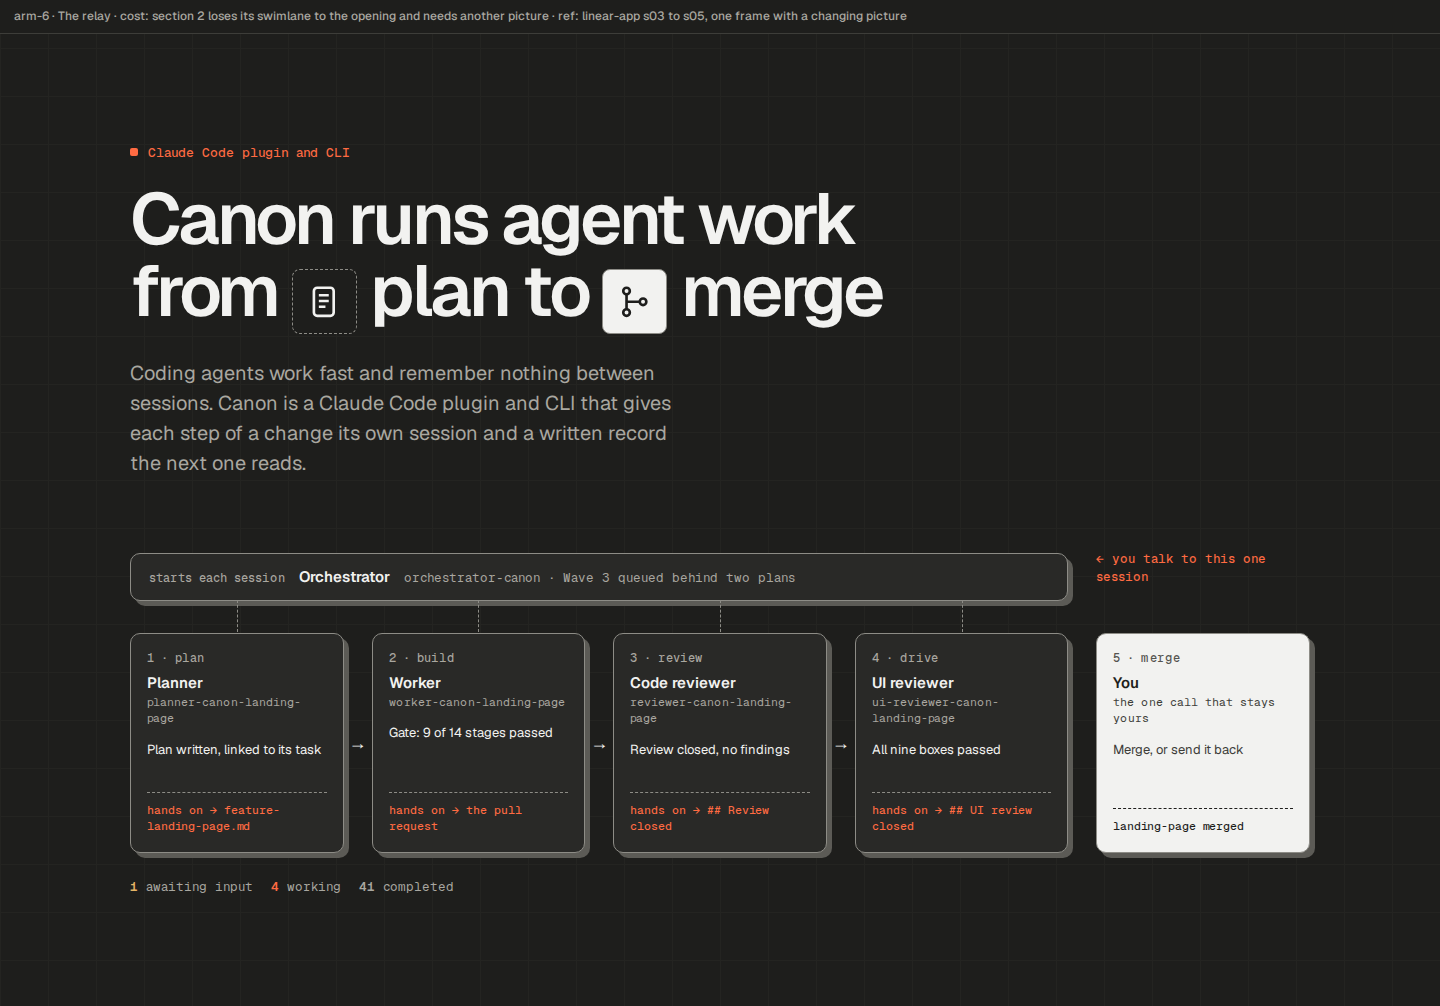 arm-6 · The relay · cost: section 2 loses its swimlane to the opening and needs another picture · ref: linear-app s03 to s05, one frame with a changing picture
Claude Code plugin and CLI
Canon runs agent work
from plan to merge
Coding agents work fast and remember nothing between
sessions. Canon is a Claude Code plugin and CLI that gives
each step of a change its own session and a written record
the next one reads.
starts each session Orchestrator orchestrator-canon · Wave 3 queued behind two plans
← you talk to this one
session
1 · plan
Planner
planner-canon-landing-
page
Plan written, linked to its task
hands on → feature-
landing-page.md
→
2 · build
Worker
worker-canon-landing-page
Gate: 9 of 14 stages passed
hands on → the pull
request
→
3 · review
Code reviewer
reviewer-canon-landing-
page
Review closed, no findings
hands on → ## Review
closed
→
4 · drive
UI reviewer
ui-reviewer-canon-
landing-page
All nine boxes passed
hands on → ## UI review
closed
5 · merge
You
the one call that stays
yours
Merge, or send it back
landing-page merged
1 awaiting input 4 working 41 completed